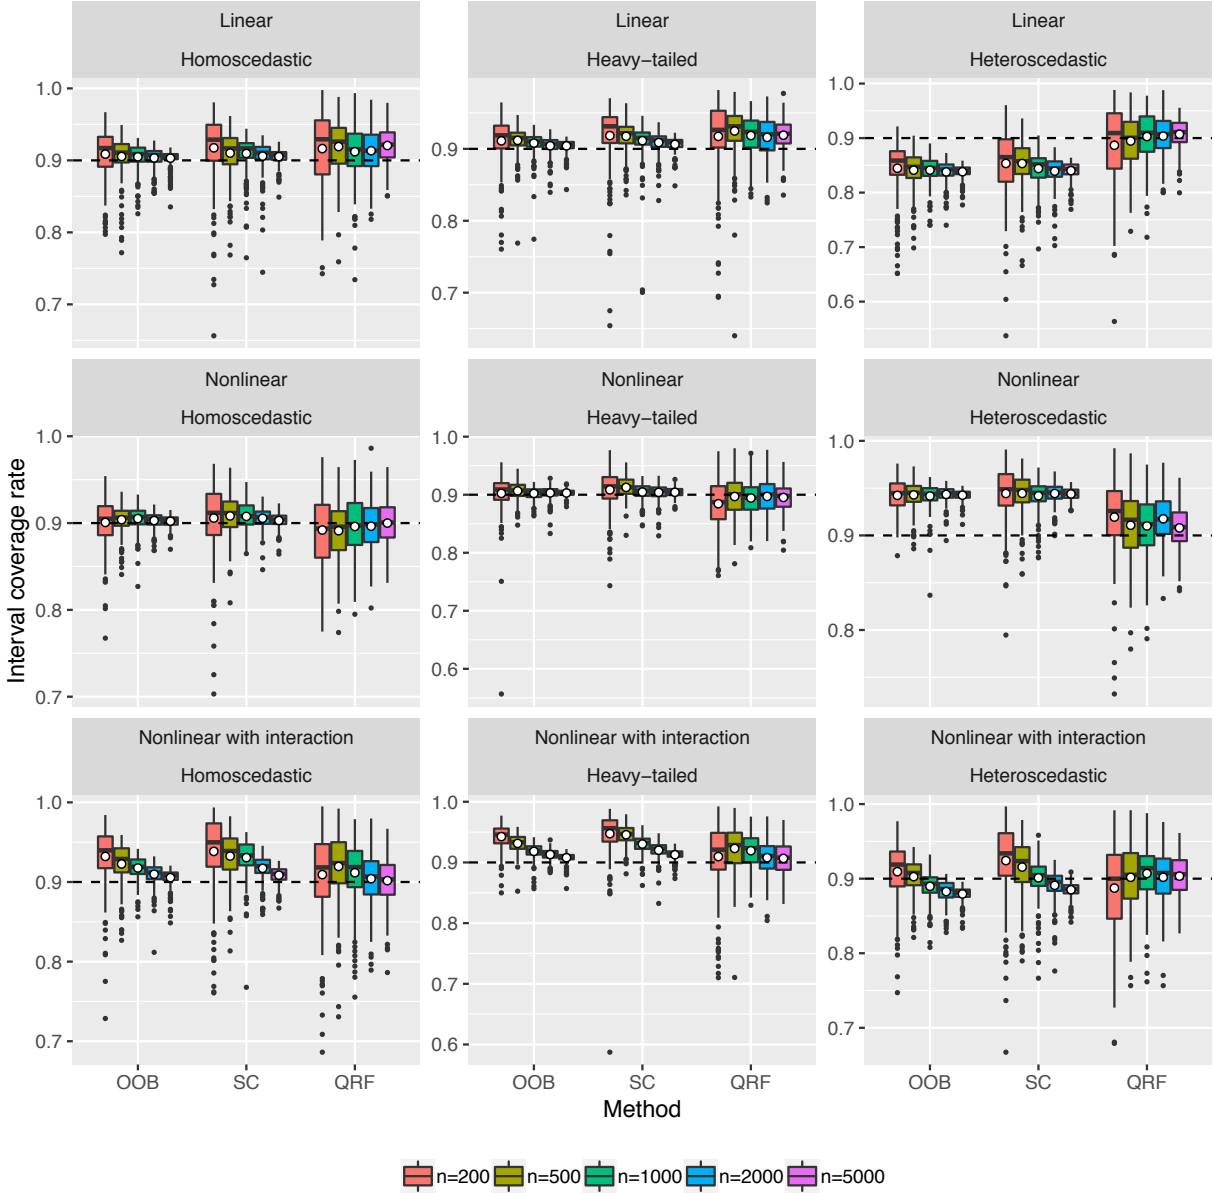 Linear
Homoscedastic
Linear
Heavy-tailed
Linear
Heteroscedastic
1.0
0.9
0.8
0.7
1.0
0.9
0.8
0.7
1.0
0.9
0.8
0.7
0.6
Nonlinear
Homoscedastic
Nonlinear
Heavy-tailed
Nonlinear
Heteroscedastic
Interval coverage rate
1.0
0.9
0.8
0.7
1.0
0.9
0.8
0.7
0.6
1.0
0.9
0.8
Nonlinear with interaction
Homoscedastic
Nonlinear with interaction
Heavy-tailed
Nonlinear with interaction
Heteroscedastic
1.0
0.9
0.8
0.7
1.0
0.9
0.8
0.7
0.6
1.0
0.9
0.8
0.7
OOB SC QRF
OOB SC QRF
OOB SC QRF
Method
n=200 n=500 n=1000 n=2000 n=5000